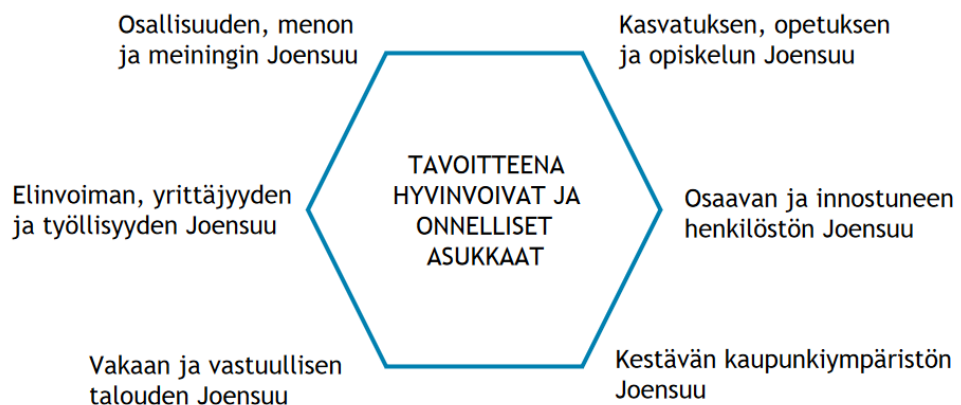 Osallisuuden, menon
ja meiningin Joensuu
Kasvatuksen, opetuksen
ja opiskelun Joensuu
Elinvoiman, yrittäjyyden
ja työllisyyden Joensuu
TAVOITTEENA
HYVINVOIVAT JA
ONNELLISET
ASUKKAAT
Osaavan ja innostuneen
henkilöstön Joensuu
Vakaan ja vastuullisen
talouden Joensuu
Kestävän kaupunkiympäristön
Joensuu